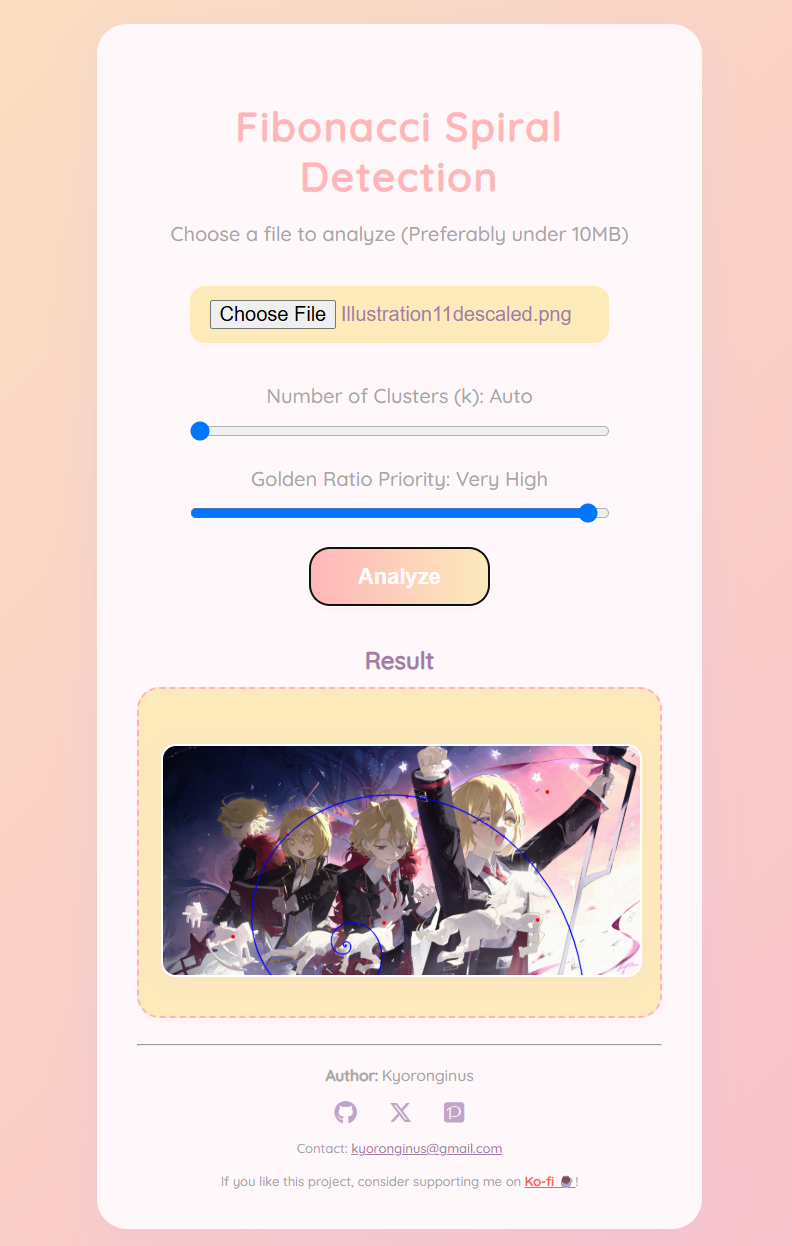 Fibonacci Spiral
Detection
Choose a file to analyze (Preferably under 10MB)
Choose File Illustration11descaled.png
Number of Clusters (k): Auto
Golden Ratio Priority: Very High
Analyze
Result
Author: Kyoronginus
Contact: kyoronginus@gmail.com
If you like this project, consider supporting me on Ko-fi !